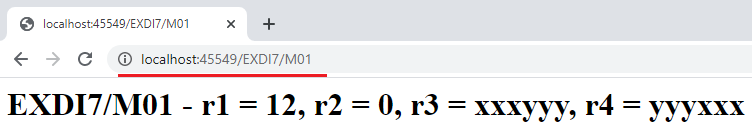 localhost:45549/EXDI7/M01
localhost:45549/EXDI7/M01
EXDI7/M01 - r1 = 12, r2 = 0, r3 = xxxyyy, r4 = yyyxxx